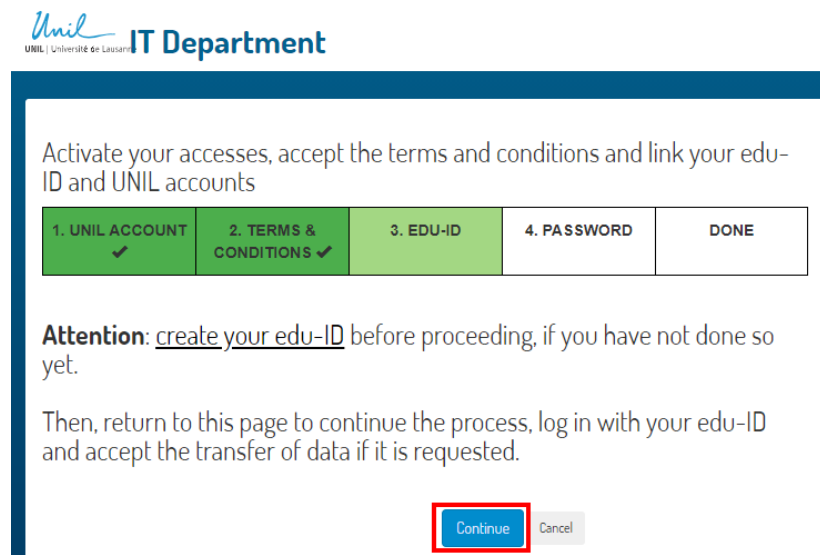 Unil
UNIL | Université de Lausanne
IT Department
Activate your accesses, accept the terms and conditions and link your edu-
ID and UNIL accounts
1. UNIL ACCOUNT ✔
2. TERMS &
CONDITIONS ✔
3. EDU-ID
4. PASSWORD
DONE
Attention: create your edu-ID before proceeding, if you have not done so
yet.
Then, return to this page to continue the process, log in with your edu-ID
and accept the transfer of data if it is requested.
Continue
Cancel